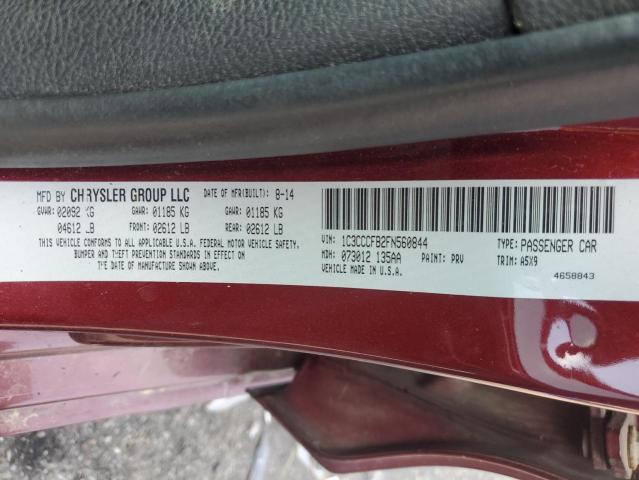 MFD BY CHRYSLER GROUP LLC DATE OF MFR(BUILT): 8-14
GVWR: 02092 KG GAWR: 01185 KG GAWR: 01185 KG
04612 LB FRONT: 02612 LB REAR: 02612 LB
THIS VEHICLE CONFORMS TO ALL APPLICABLE U.S.A. FEDERAL MOTOR VEHICLE SAFETY,
BUMPER AND THEFT PREVENTION STANDARDS IN EFFECT ON
THE DATE OF MANUFACTURE SHOWN ABOVE.
VIN: 1C3CCCFB2FN560844 TYPE: PASSENGER CAR
MDH: 073012 135AA PAINT: PRV TRIM: A5X9
VEHICLE MADE IN U.S.A. 4658843